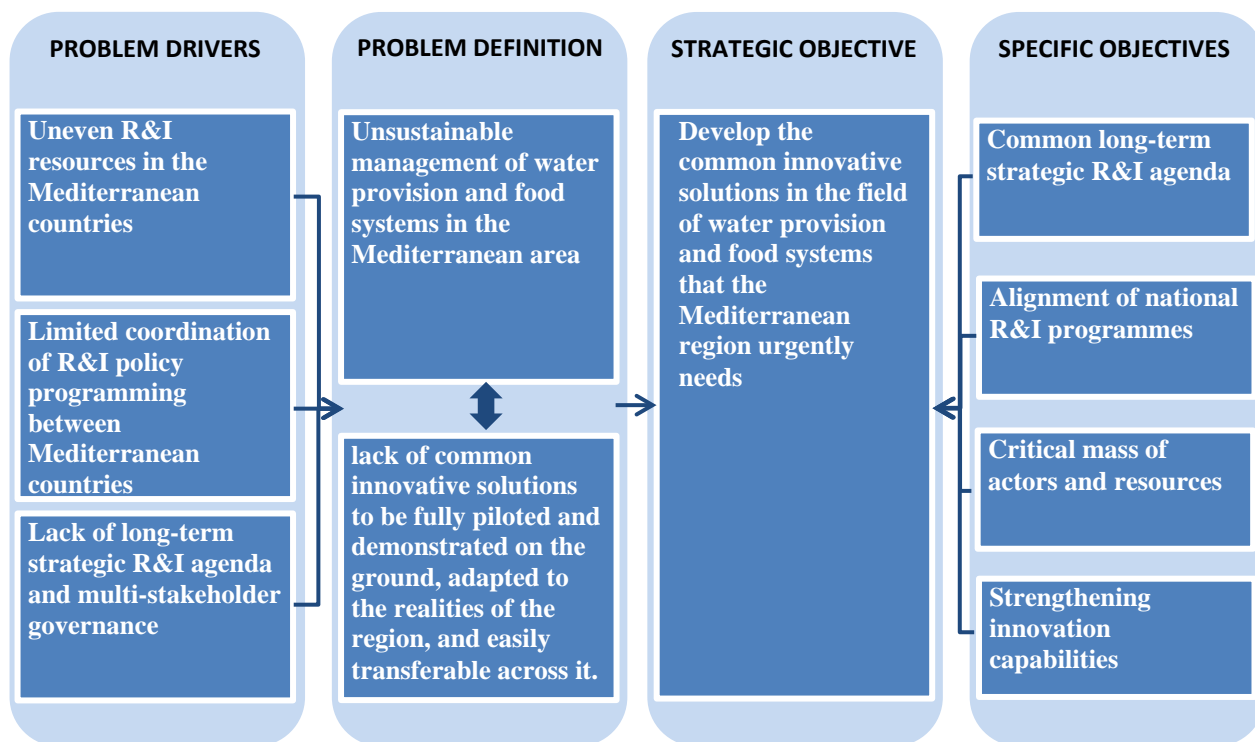 PROBLEM DRIVERS
Uneven R&I
resources in the
Mediterranean
countries
Limited coordination
of R&I policy
programming
between
Mediterranean
countries
Lack of long-term
strategic R&I agenda
and multi-stakeholder
governance
PROBLEM DEFINITION
Unsustainable
management of water
provision and food
systems in the
Mediterranean area
lack of common
innovative solutions
to be fully piloted and
demonstrated on the
ground, adapted to
the realities of the
region, and easily
transferable across it.
STRATEGIC OBJECTIVE
Develop the
common innovative
solutions in the field
of water provision
and food systems
that the
Mediterranean
region urgently
needs
SPECIFIC OBJECTIVES
Common long-term
strategic R&I agenda
Alignment of national
R&I programmes
Critical mass of
actors and resources
Strengthening
innovation
capabilities